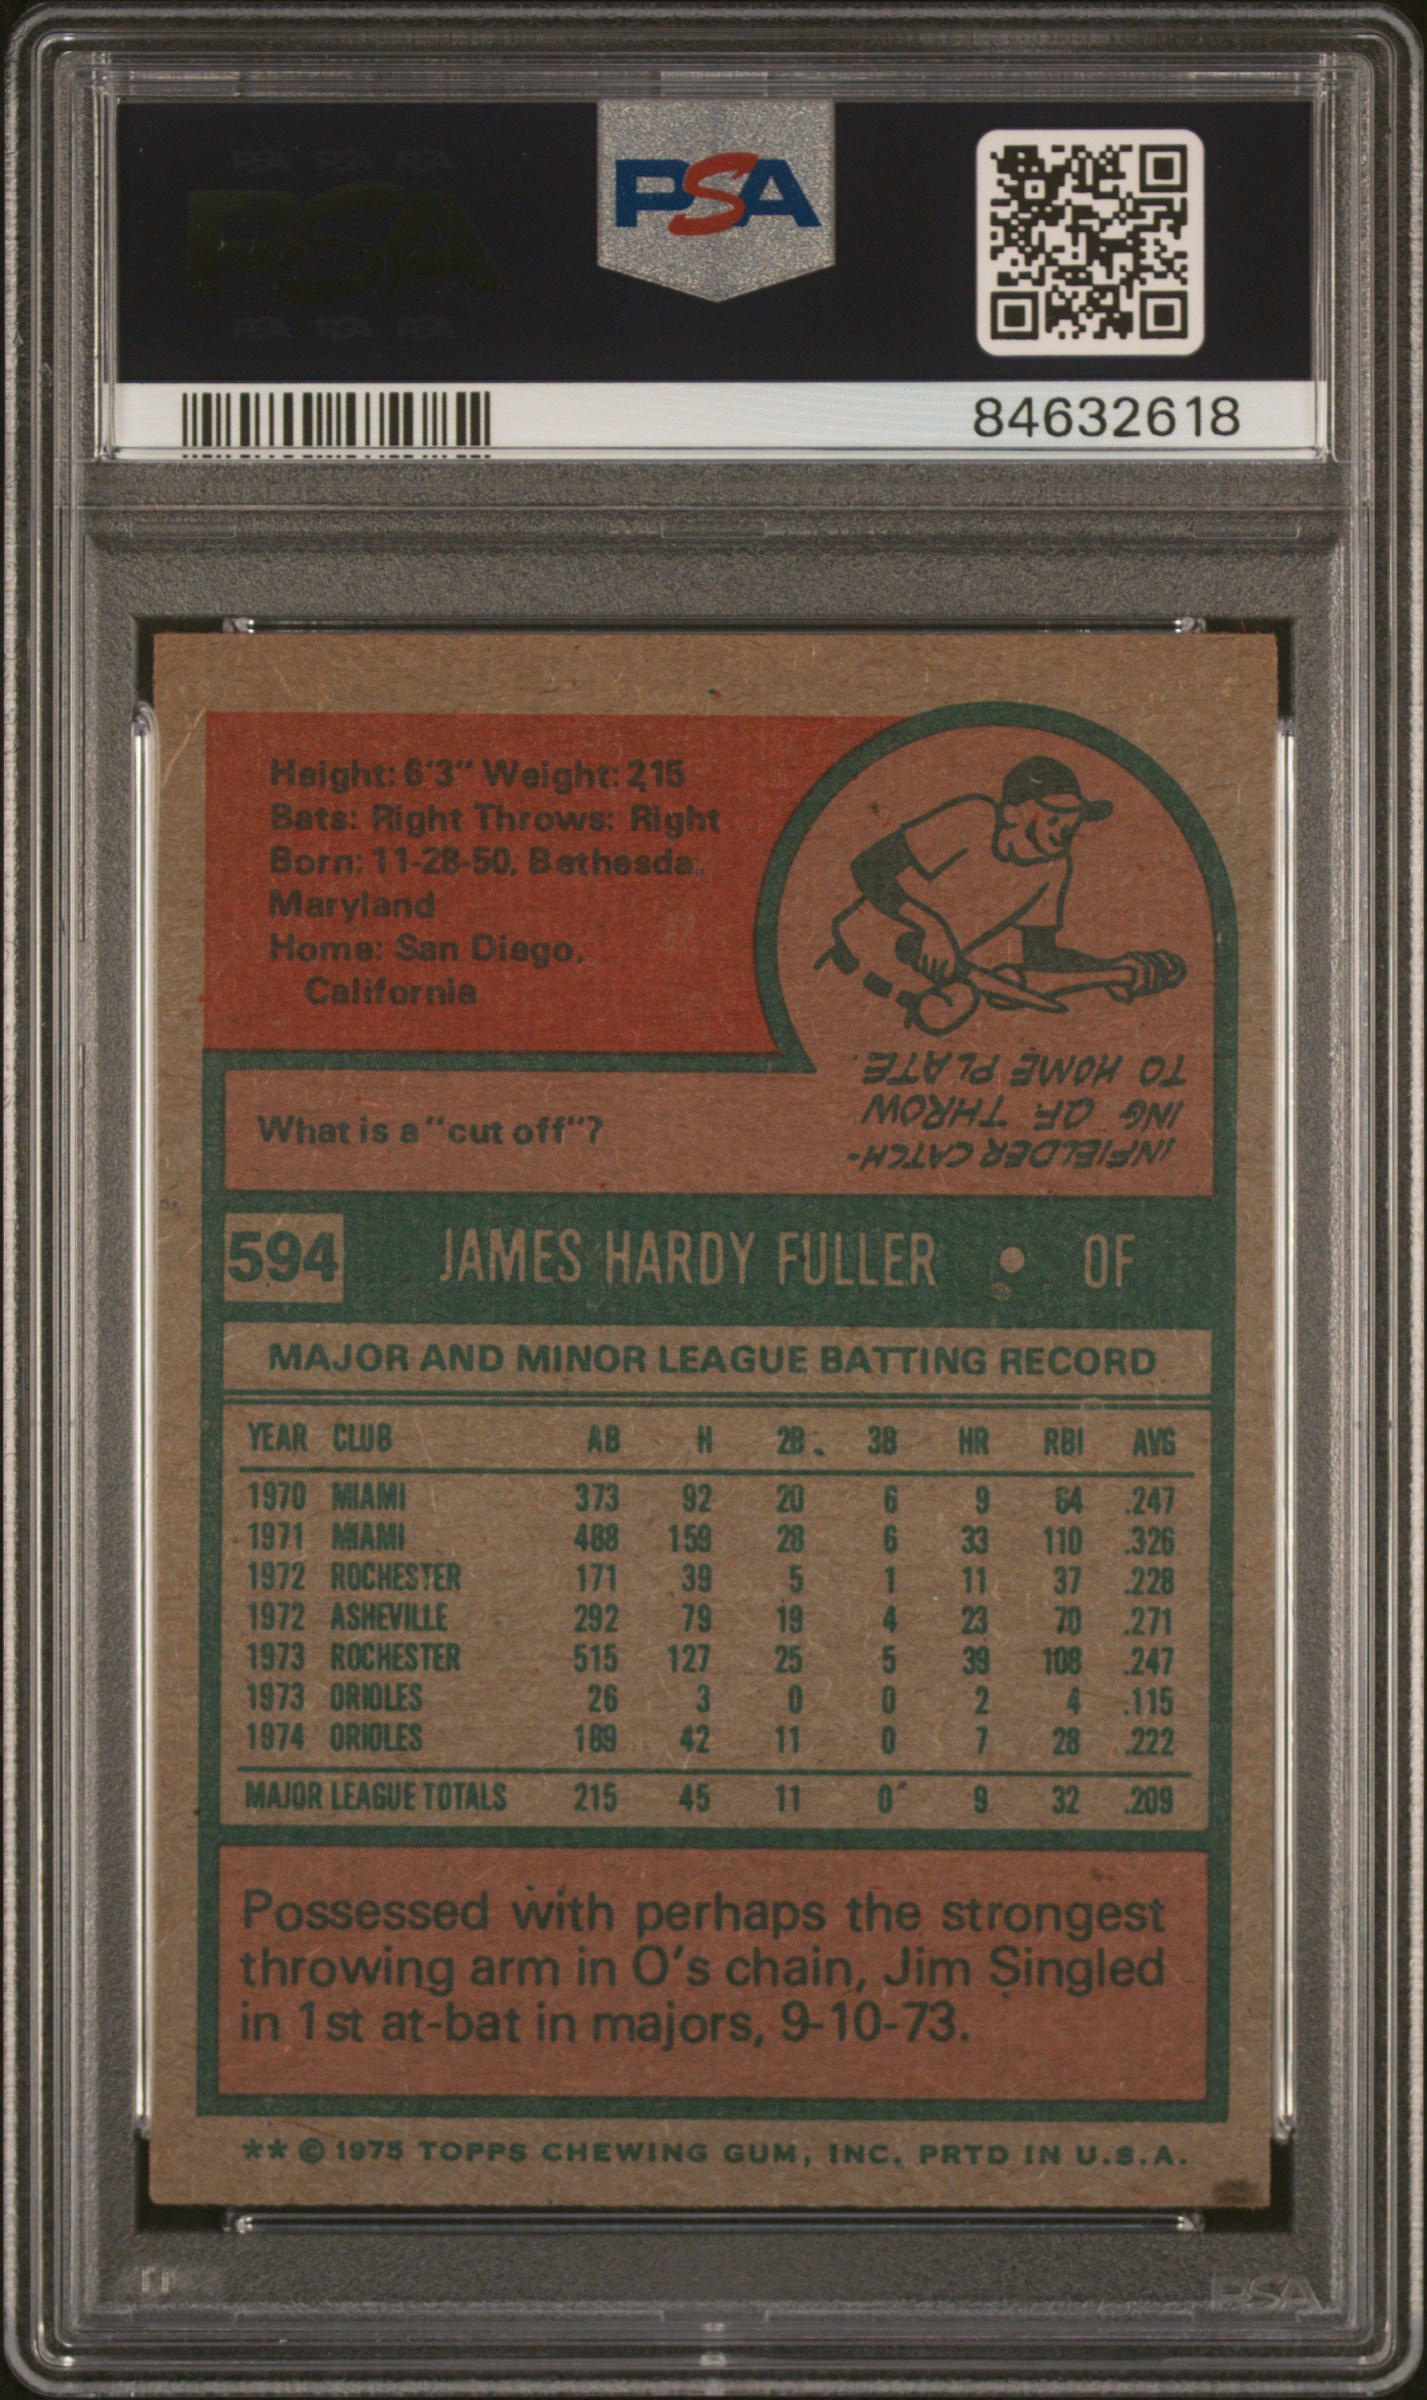 PSA PSA PSA
PSA
PSA PSA PSA
PSA
84632618
Height: 6'3" Weight: 215
Bats: Right Throws: Right
Born: 11-28-50, Bethesda,
Maryland
Home: San Diego,
California
What is a "cut off"?
INFIELDER CATCH-
ING OF THROW
TO HOME PLATE.
594 JAMES HARDY FULLER • OF
MAJOR AND MINOR LEAGUE BATTING RECORD
YEAR CLUB AB H 2B 3B HR RBI AVG
1970 MIAMI 373 92 20 6 9 64 .247
1971 MIAMI 488 159 28 6 33 110 .326
1972 ROCHESTER 171 39 5 1 11 37 .228
1972 ASHEVILLE 292 79 19 4 23 70 .271
1973 ROCHESTER 515 127 25 5 39 108 .247
1973 ORIOLES 26 3 0 0 2 4 .115
1974 ORIOLES 189 42 11 0 7 28 .222
MAJOR LEAGUE TOTALS 215 45 11 0 9 32 .209
Possessed with perhaps the strongest
throwing arm in O's chain, Jim Singled
in 1st at-bat in majors, 9-10-73.
** © 1975 TOPPS CHEWING GUM, INC. PRTD IN U.S.A.
PSA